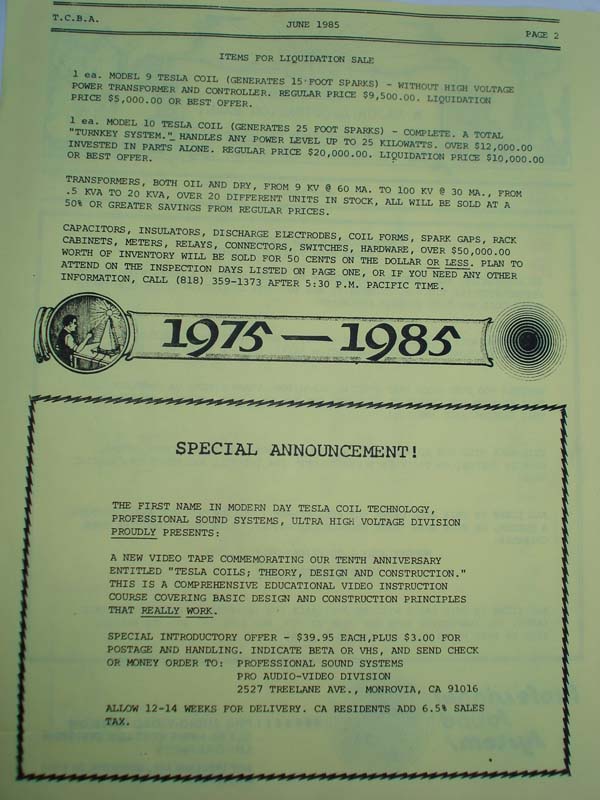 T.C.B.A.
JUNE 1985
PAGE 2
ITEMS FOR LIQUIDATION SALE
1 ea. MODEL 9 TESLA COIL (GENERATES 15 FOOT SPARKS) - WITHOUT HIGH VOLTAGE
POWER TRANSFORMER AND CONTROLLER. REGULAR PRICE $9,500.00. LIQUIDATION
PRICE $5,000.00 OR BEST OFFER.
1 ea. MODEL 10 TESLA COIL (GENERATES 25 FOOT SPARKS) - COMPLETE. A TOTAL
"TURNKEY SYSTEM." HANDLES ANY POWER LEVEL UP TO 25 KILOWATTS. OVER $12,000.00
INVESTED IN PARTS ALONE. REGULAR PRICE $20,000.00. LIQUIDATION PRICE $10,000.00
OR BEST OFFER.
TRANSFORMERS, BOTH OIL AND DRY, FROM 9 KV @ 60 MA. TO 100 KV @ 30 MA., FROM
.5 KVA TO 20 KVA, OVER 20 DIFFERENT UNITS IN STOCK, ALL WILL BE SOLD AT A
50% OR GREATER SAVINGS FROM REGULAR PRICES.
CAPACITORS, INSULATORS, DISCHARGE ELECTRODES, COIL FORMS, SPARK GAPS, RACK
CABINETS, METERS, RELAYS, CONNECTORS, SWITCHES, HARDWARE, OVER $50,000.00
WORTH OF INVENTORY WILL BE SOLD FOR 50 CENTS ON THE DOLLAR OR LESS. PLAN TO
ATTEND ON THE INSPECTION DAYS LISTED ON PAGE ONE, OR IF YOU NEED ANY OTHER
INFORMATION, CALL (818) 359-1373 AFTER 5:30 P.M. PACIFIC TIME.
1975 — 1985
SPECIAL ANNOUNCEMENT!
THE FIRST NAME IN MODERN DAY TESLA COIL TECHNOLOGY,
PROFESSIONAL SOUND SYSTEMS, ULTRA HIGH VOLTAGE DIVISION
PROUDLY PRESENTS:
A NEW VIDEO TAPE COMMEMORATING OUR TENTH ANNIVERSARY
ENTITLED "TESLA COILS; THEORY, DESIGN AND CONSTRUCTION."
THIS IS A COMPREHENSIVE EDUCATIONAL VIDEO INSTRUCTION
COURSE COVERING BASIC DESIGN AND CONSTRUCTION PRINCIPLES
THAT REALLY WORK.
SPECIAL INTRODUCTORY OFFER - $39.95 EACH,PLUS $3.00 FOR
POSTAGE AND HANDLING. INDICATE BETA OR VHS, AND SEND CHECK
OR MONEY ORDER TO: PROFESSIONAL SOUND SYSTEMS
PRO AUDIO-VIDEO DIVISION
2527 TREELANE AVE., MONROVIA, CA 91016
ALLOW 12-14 WEEKS FOR DELIVERY. CA RESIDENTS ADD 6.5% SALES
TAX.